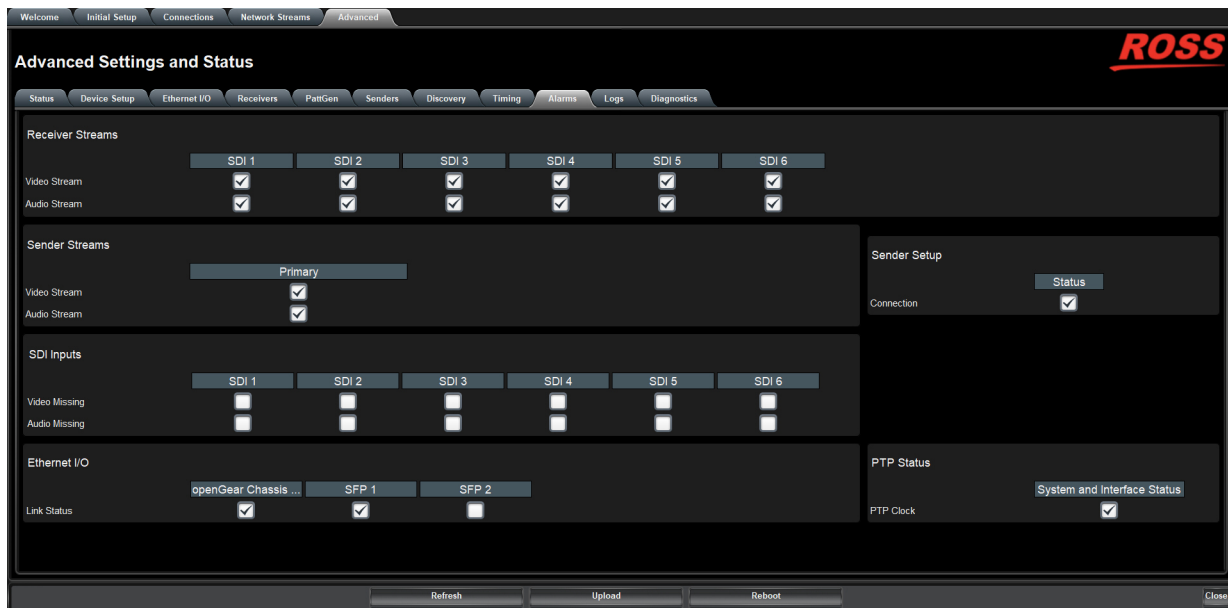 Welcome Initial Setup Connections Network Streams Advanced
ROSS
Advanced Settings and Status
Status Device Setup Ethernet I/O Receivers PattGen Senders Discovery Timing Alarms Logs Diagnostics
Receiver Streams
SDI 1 SDI 2 SDI 3 SDI 4 SDI 5 SDI 6
Video Stream
Audio Stream
Sender Streams
Primary
Video Stream
Audio Stream
Sender Setup
Status
Connection
SDI Inputs
SDI 1 SDI 2 SDI 3 SDI 4 SDI 5 SDI 6
Video Missing
Audio Missing
Ethernet I/O
openGear Chassis ... SFP 1 SFP 2
Link Status
PTP Status
System and Interface Status
PTP Clock
Refresh Upload Reboot Close